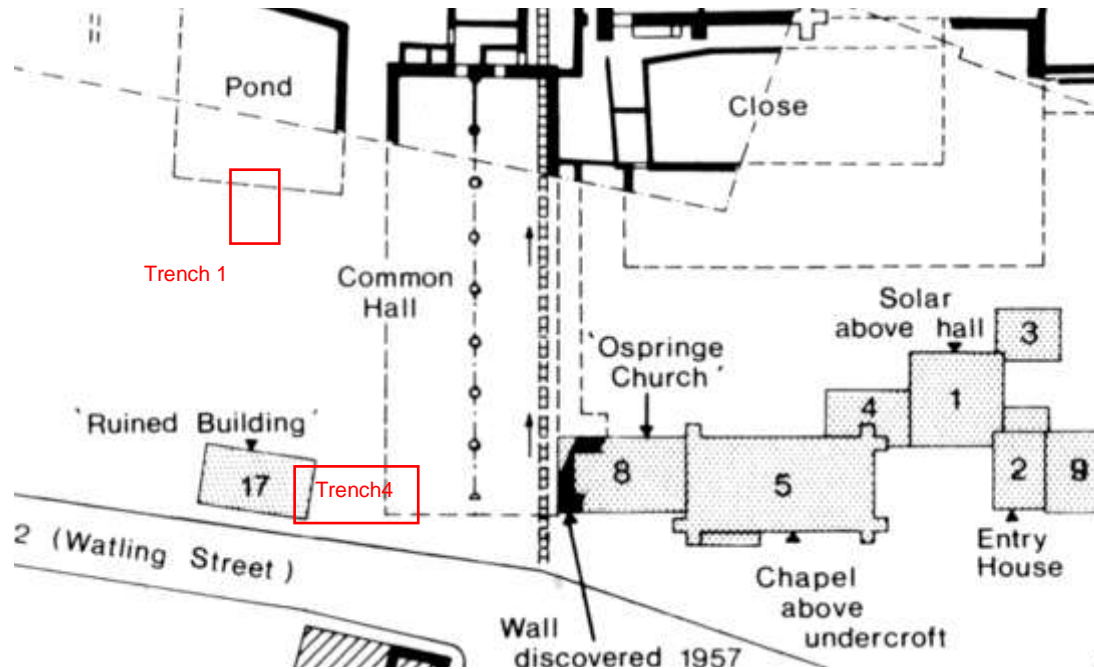 Pond
Close
Trench 1
Common
Hall
Solar
above hall
3
'Ospringe
Church'
1
4
'Ruined Building'
17
Trench4
8
5
2
9
2 (Watling Street)
Entry
House
Chapel
above
undercroft
Wall
discovered 1957